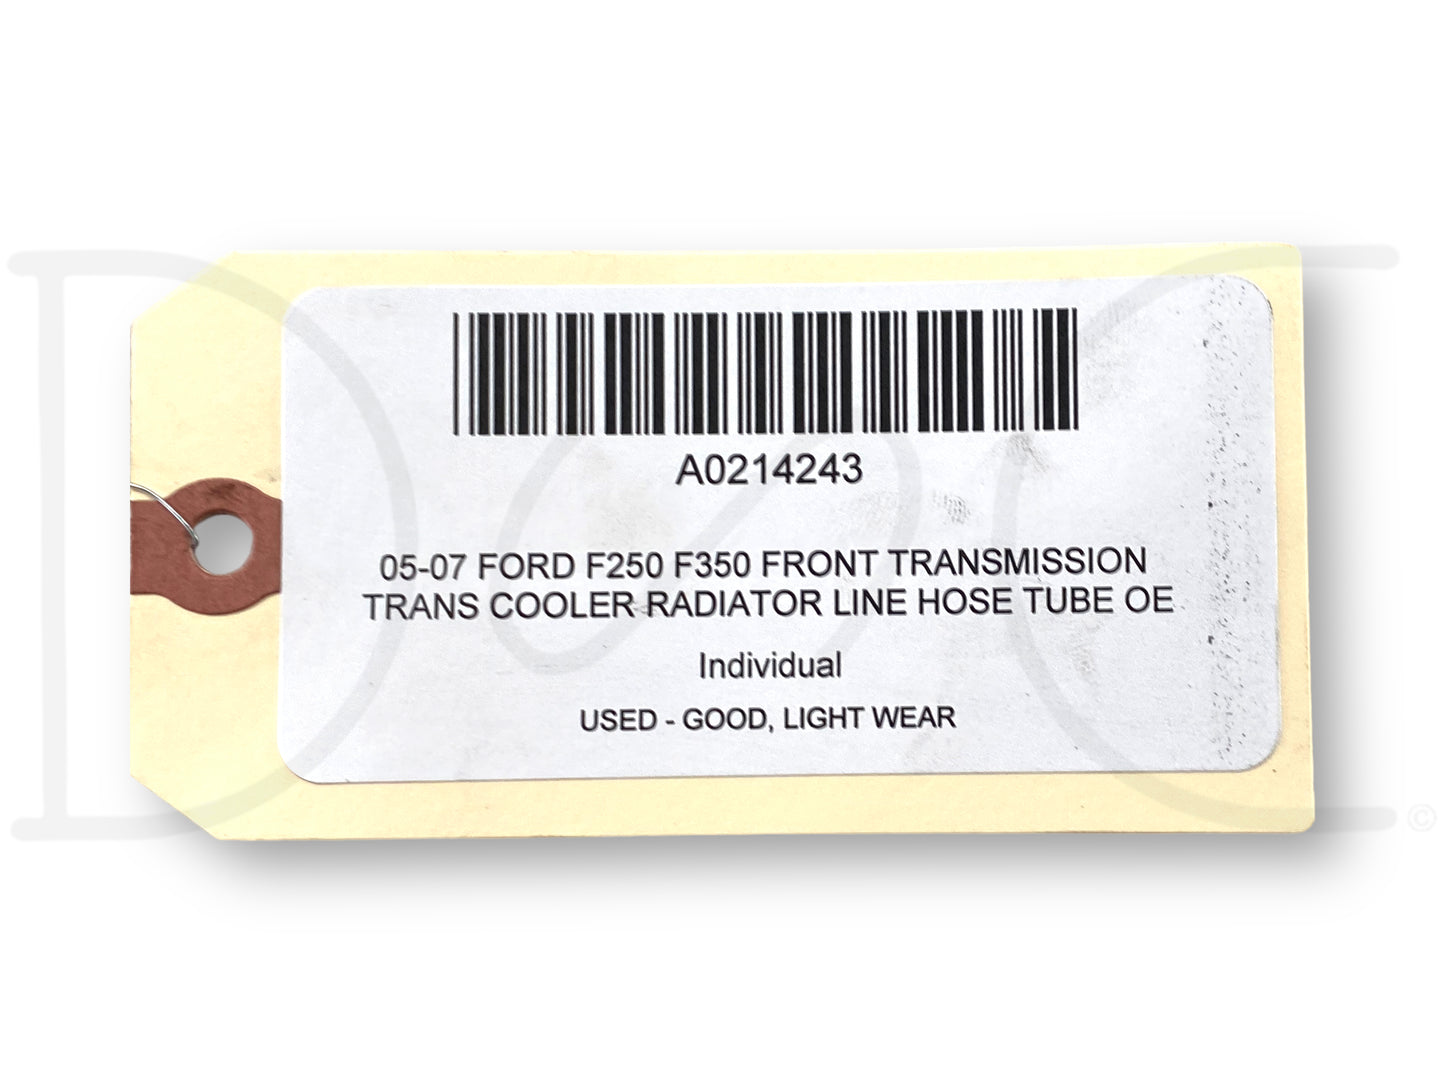 A0214243
05-07 FORD F250 F350 FRONT TRANSMISSION
TRANS COOLER RADIATOR LINE HOSE TUBE OE
Individual
USED - GOOD, LIGHT WEAR
©